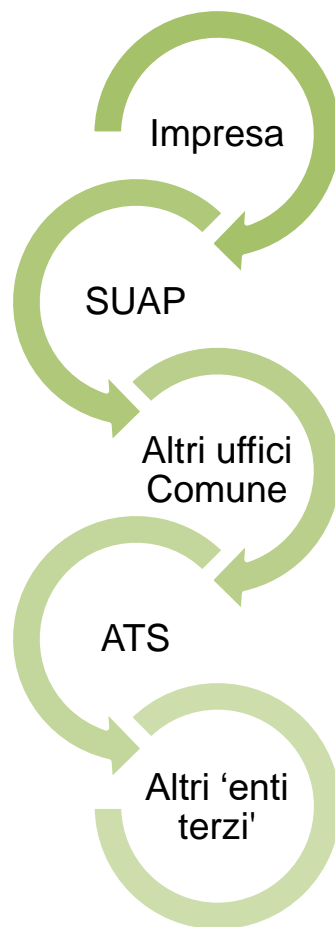 Impresa
SUAP
Altri uffici
Comune
ATS
Altri ‘enti
terzi'